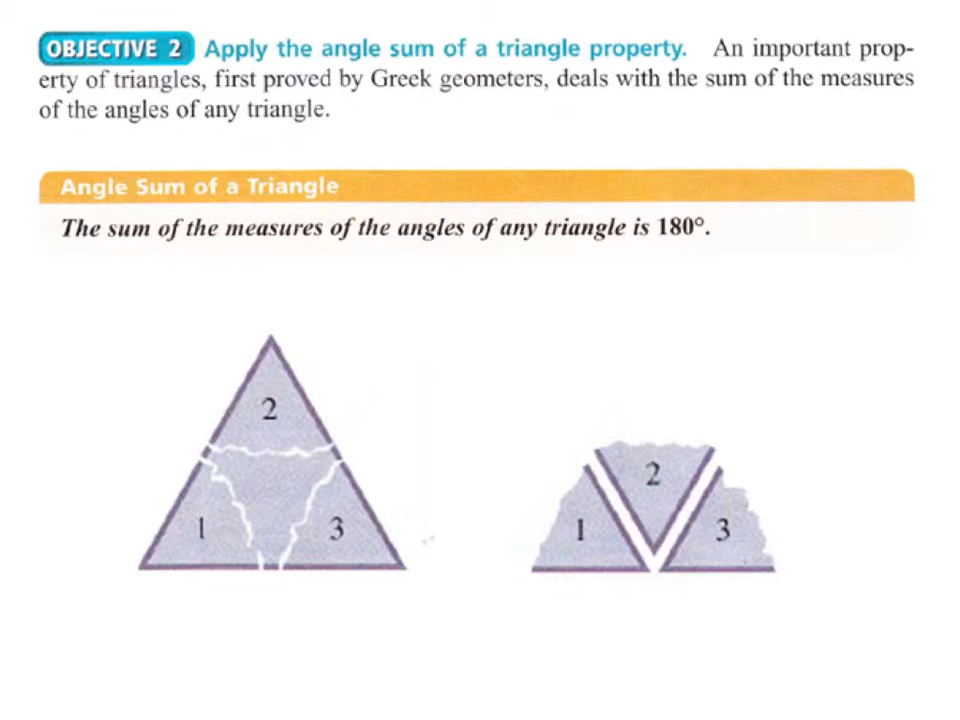 OBJECTIVE 2 Apply the angle sum of a triangle property. An important prop-
erty of triangles, first proved by Greek geometers, deals with the sum of the measures
of the angles of any triangle.
Angle Sum of a Triangle
The sum of the measures of the angles of any triangle is 180°.
2
1 3
2
1 3